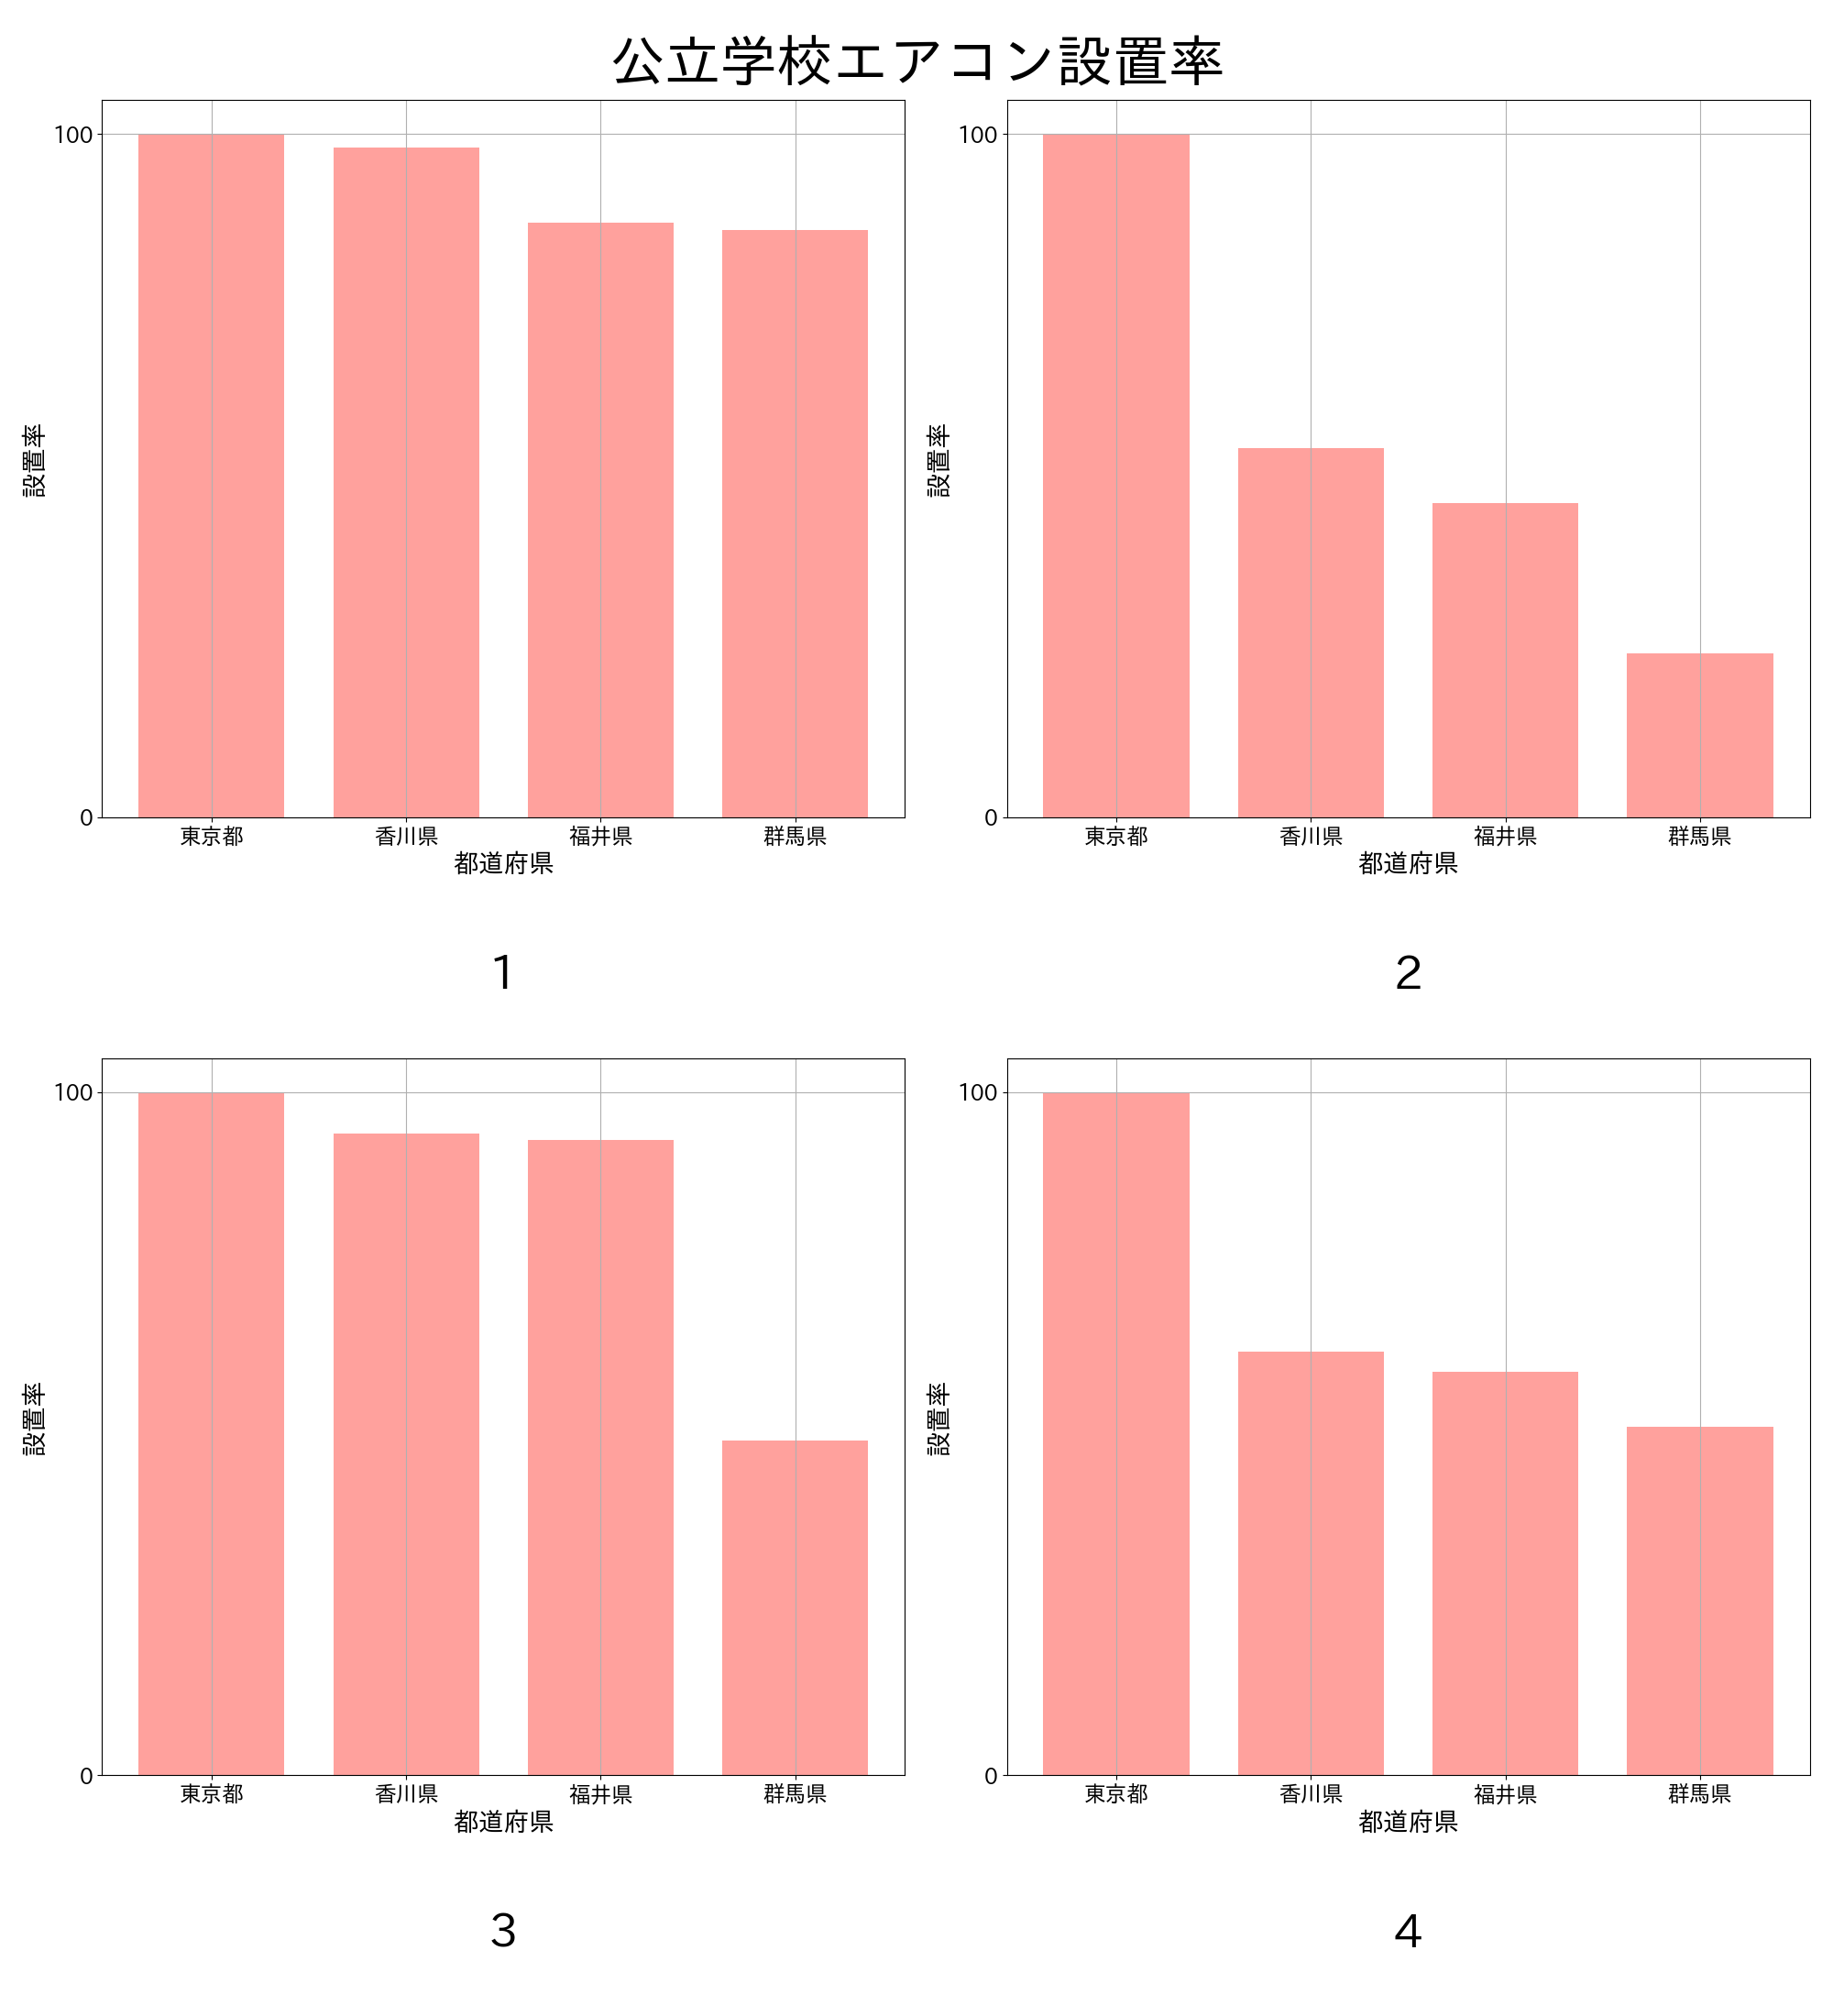 公立学校エアコン設置率
100
0
設置率
東京都 香川県 福井県 群馬県
都道府県
1
100
0
設置率
東京都 香川県 福井県 群馬県
都道府県
2
100
0
設置率
東京都 香川県 福井県 群馬県
都道府県
3
100
0
設置率
東京都 香川県 福井県 群馬県
都道府県
4